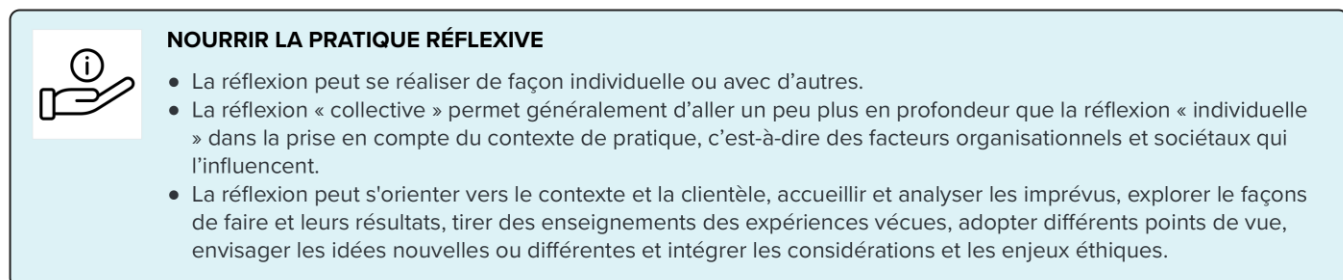 NOURRIR LA PRATIQUE RÉFLEXIVE
● La réflexion peut se réaliser de façon individuelle ou avec d’autres.
● La réflexion « collective » permet généralement d’aller un peu plus en profondeur que la réflexion « individuelle
» dans la prise en compte du contexte de pratique, c’est-à-dire des facteurs organisationnels et sociétaux qui
l’influencent.
● La réflexion peut s'orienter vers le contexte et la clientèle, accueillir et analyser les imprévus, explorer le façons
de faire et leurs résultats, tirer des enseignements des expériences vécues, adopter différents points de vue,
envisager les idées nouvelles ou différentes et intégrer les considérations et les enjeux éthiques.